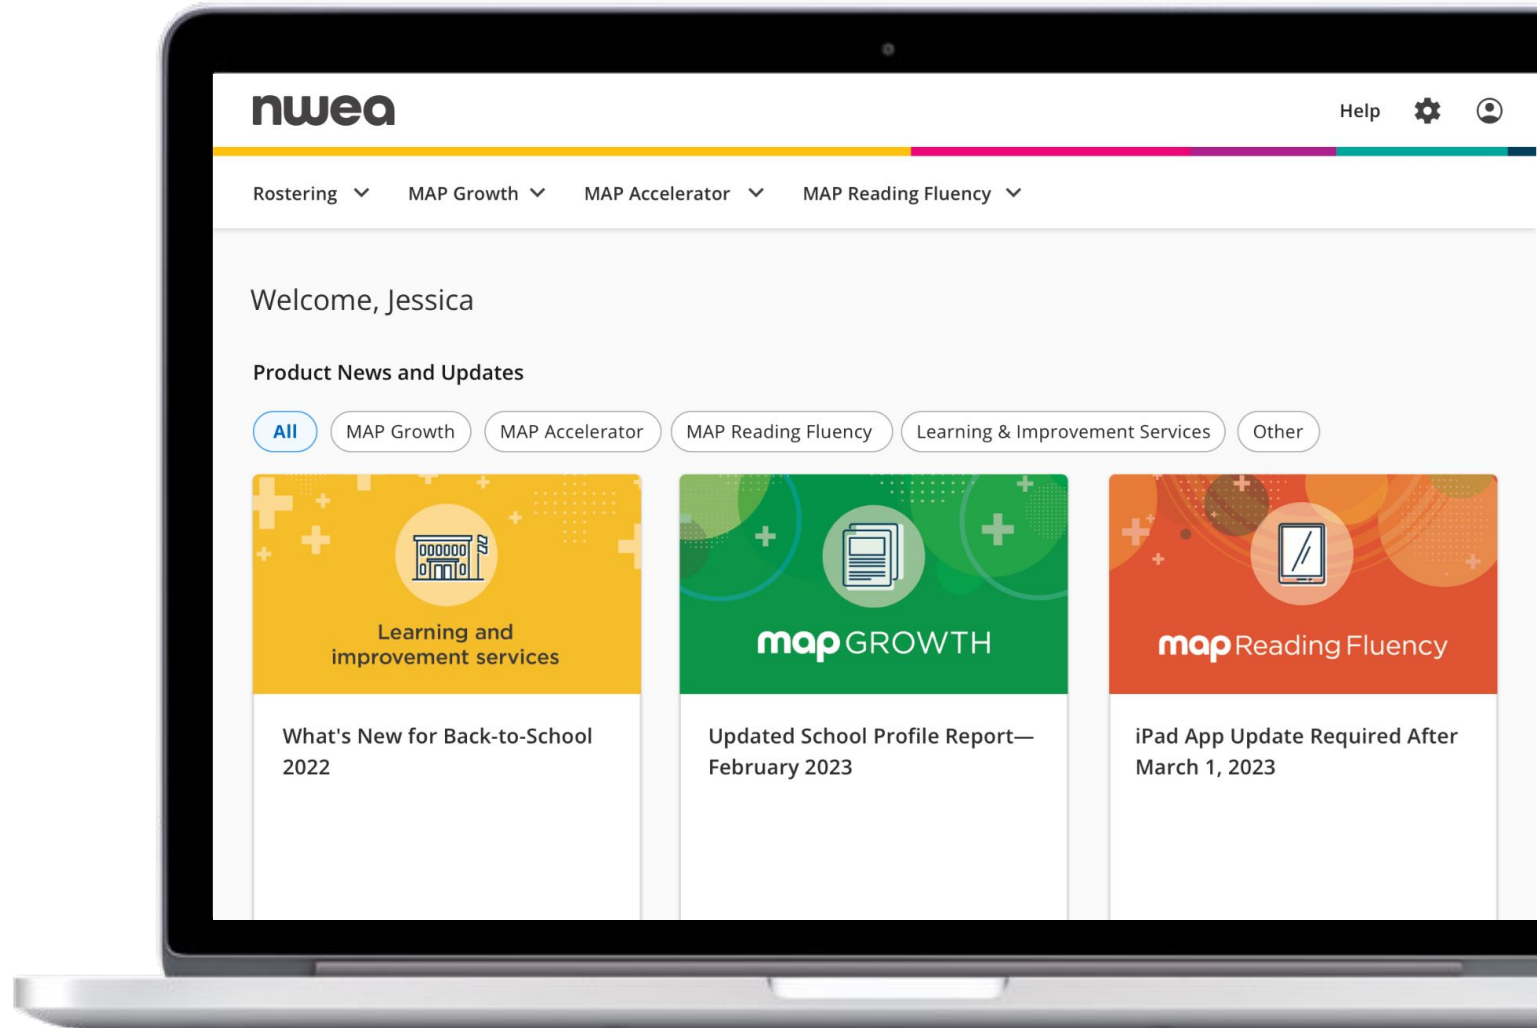 nwea
Help
Rostering
MAP Growth
MAP Accelerator
MAP Reading Fluency
Welcome, Jessica
Product News and Updates
All
MAP Growth
MAP Accelerator
MAP Reading Fluency
Learning & Improvement Services
Other
Learning and
improvement services
What's New for Back-to-School
2022
map GROWTH
Updated School Profile Report—
February 2023
map Reading Fluency
iPad App Update Required After
March 1, 2023